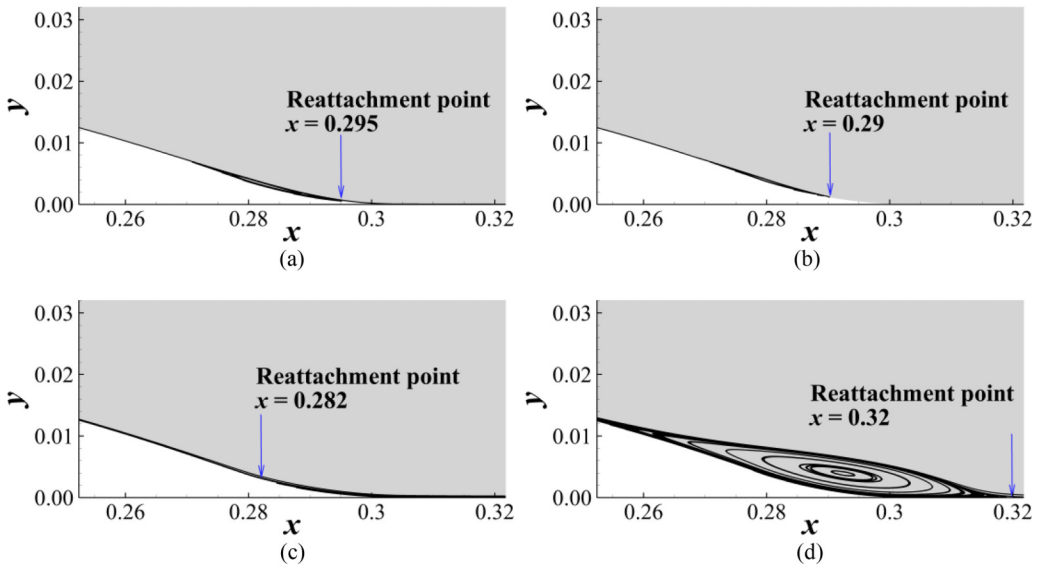 0.03
0.02
0.01
0.00
y
Reattachment point
x = 0.295
0.26
0.28
0.3
0.32
x
(a)
0.03
0.02
0.01
0.00
y
Reattachment point
x = 0.29
0.26
0.28
0.3
0.32
x
(b)
0.03
0.02
0.01
0.00
y
Reattachment point
x = 0.282
0.26
0.28
0.3
0.32
x
(c)
0.03
0.02
0.01
0.00
y
Reattachment point
x = 0.32
0.26
0.28
0.3
0.32
x
(d)